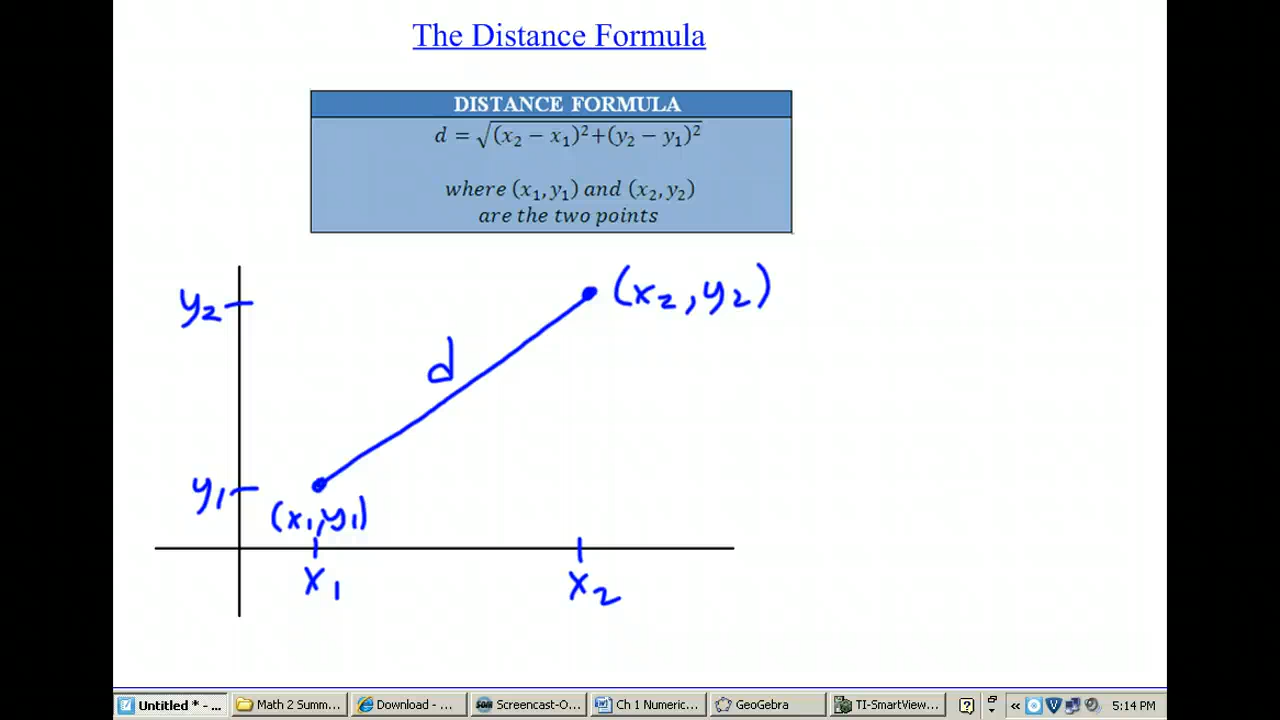 The Distance Formula
DISTANCE FORMULA
d = √(x₂ − x₁)²+(y₂ − y₁)²
where (x₁,y₁) and (x₂,y₂)
are the two points
y₂
(x₂,y₂)
d
y₁
(x₁,y₁)
x₁
x₂
Untitled * - ...
Math 2 Summ...
Download - ...
Screencast-O...
Ch 1 Numeric...
GeoGebra
TI-SmartView...
?
«
5:14 PM